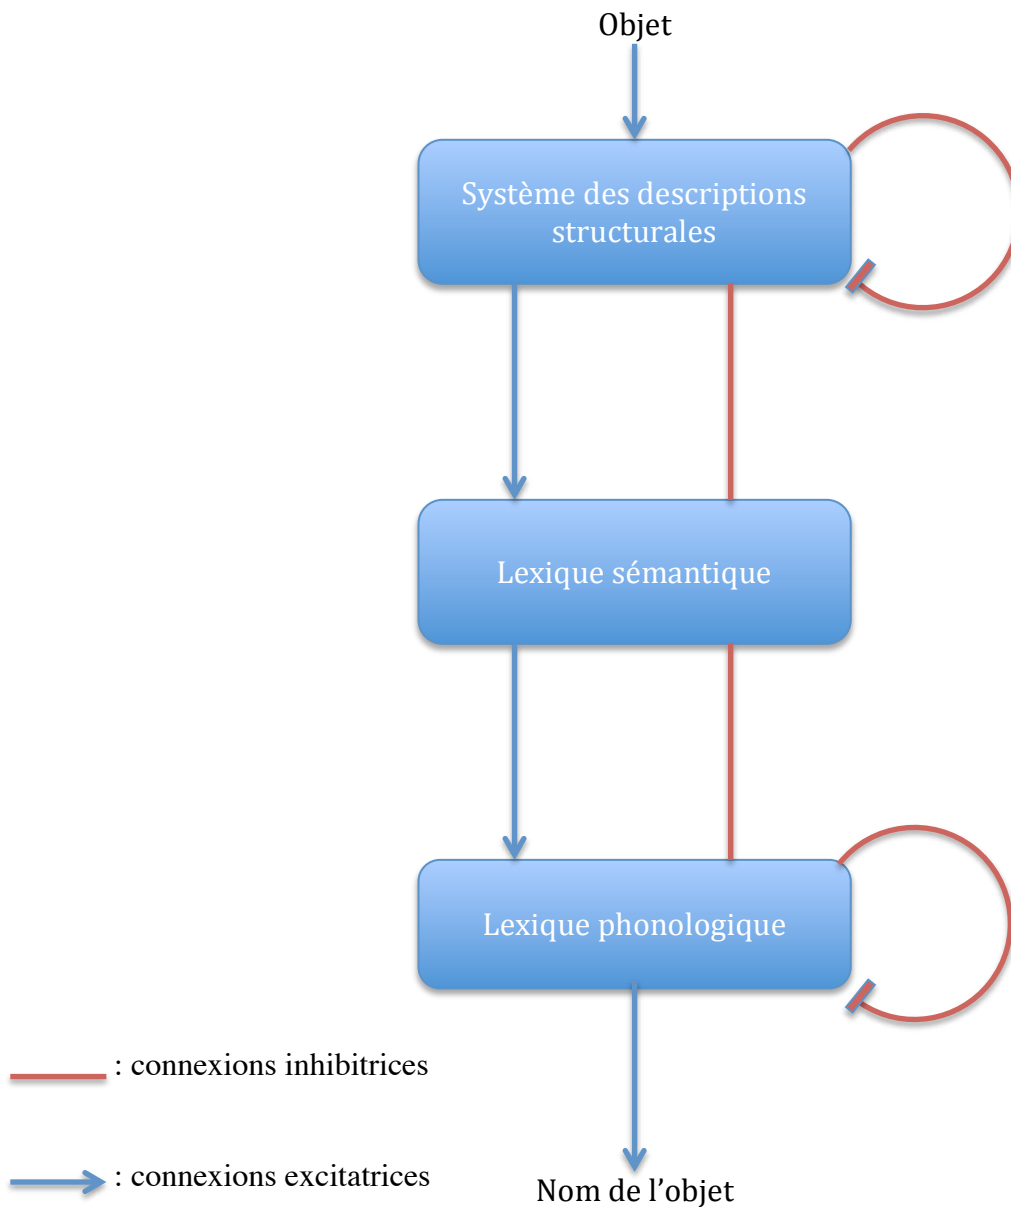 Objet
Système des descriptions
structurales
Lexique sémantique
Lexique phonologique
: connexions inhibitrices
: connexions excitatrices
Nom de l’objet